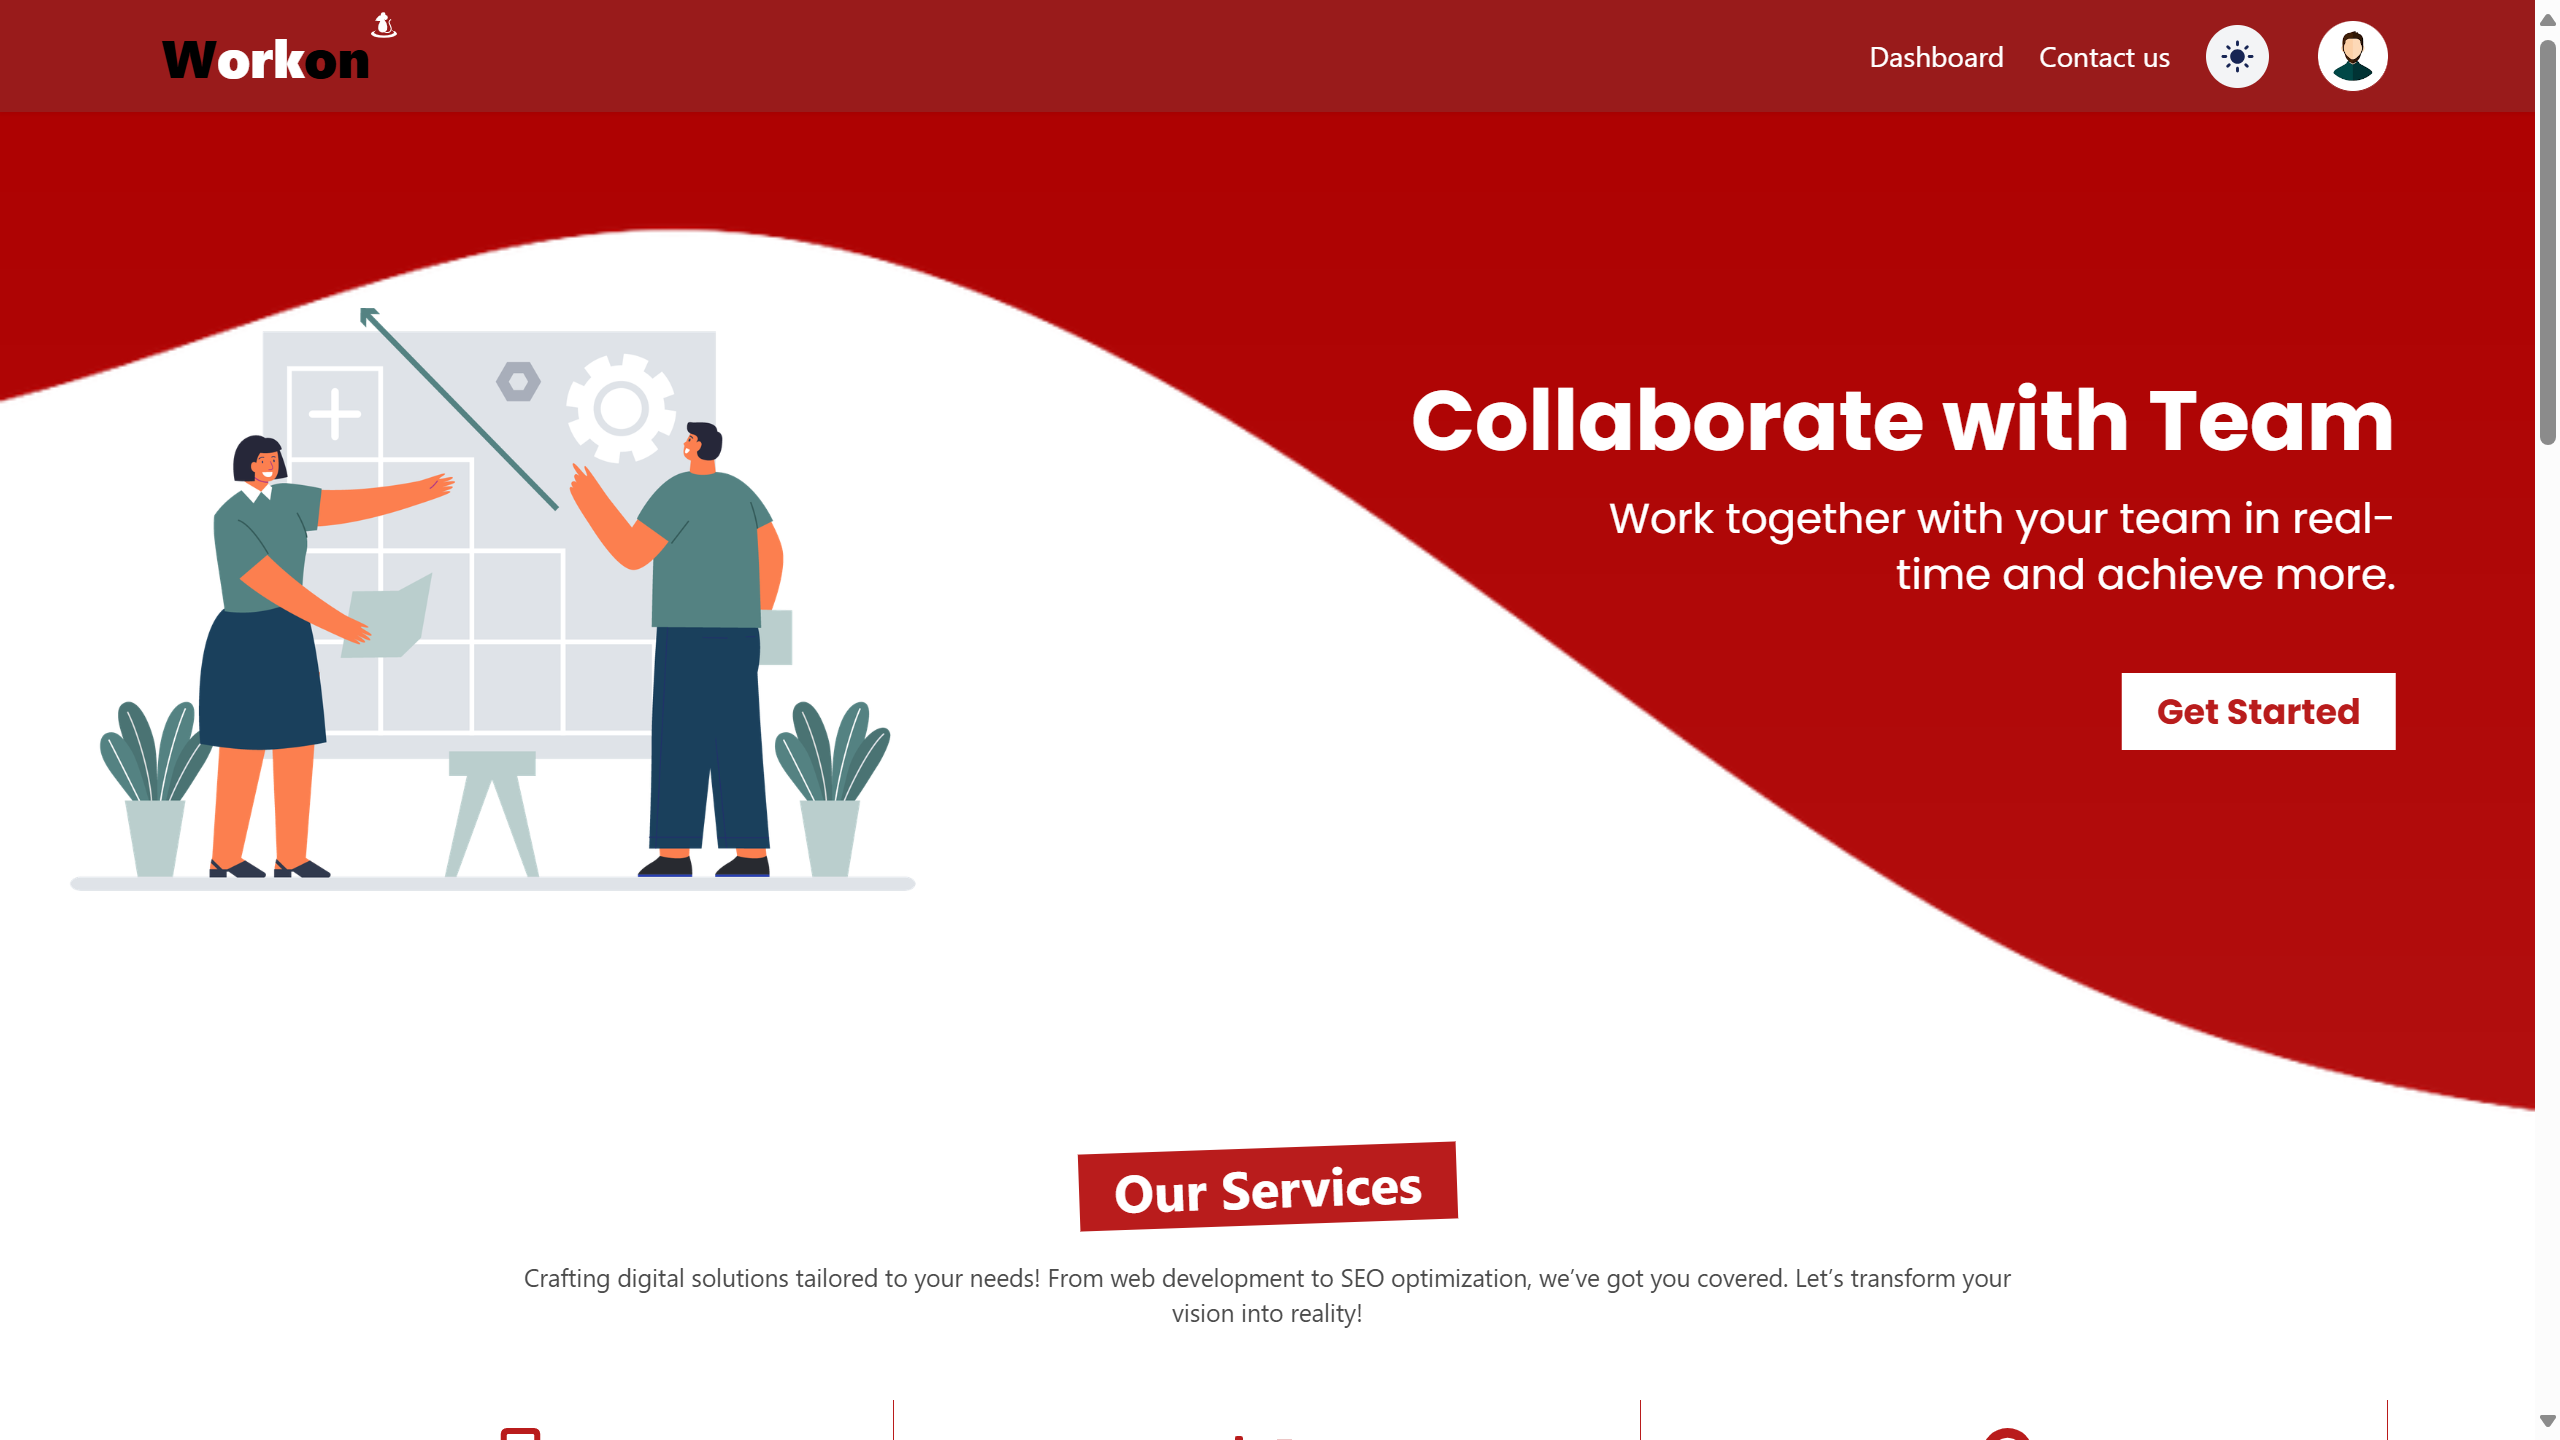 Workon
Dashboard
Contact us
Collaborate with Team
Work together with your team in real-
time and achieve more.
Get Started
Our Services
Crafting digital solutions tailored to your needs! From web development to SEO optimization, we’ve got you covered. Let’s transform your
vision into reality!